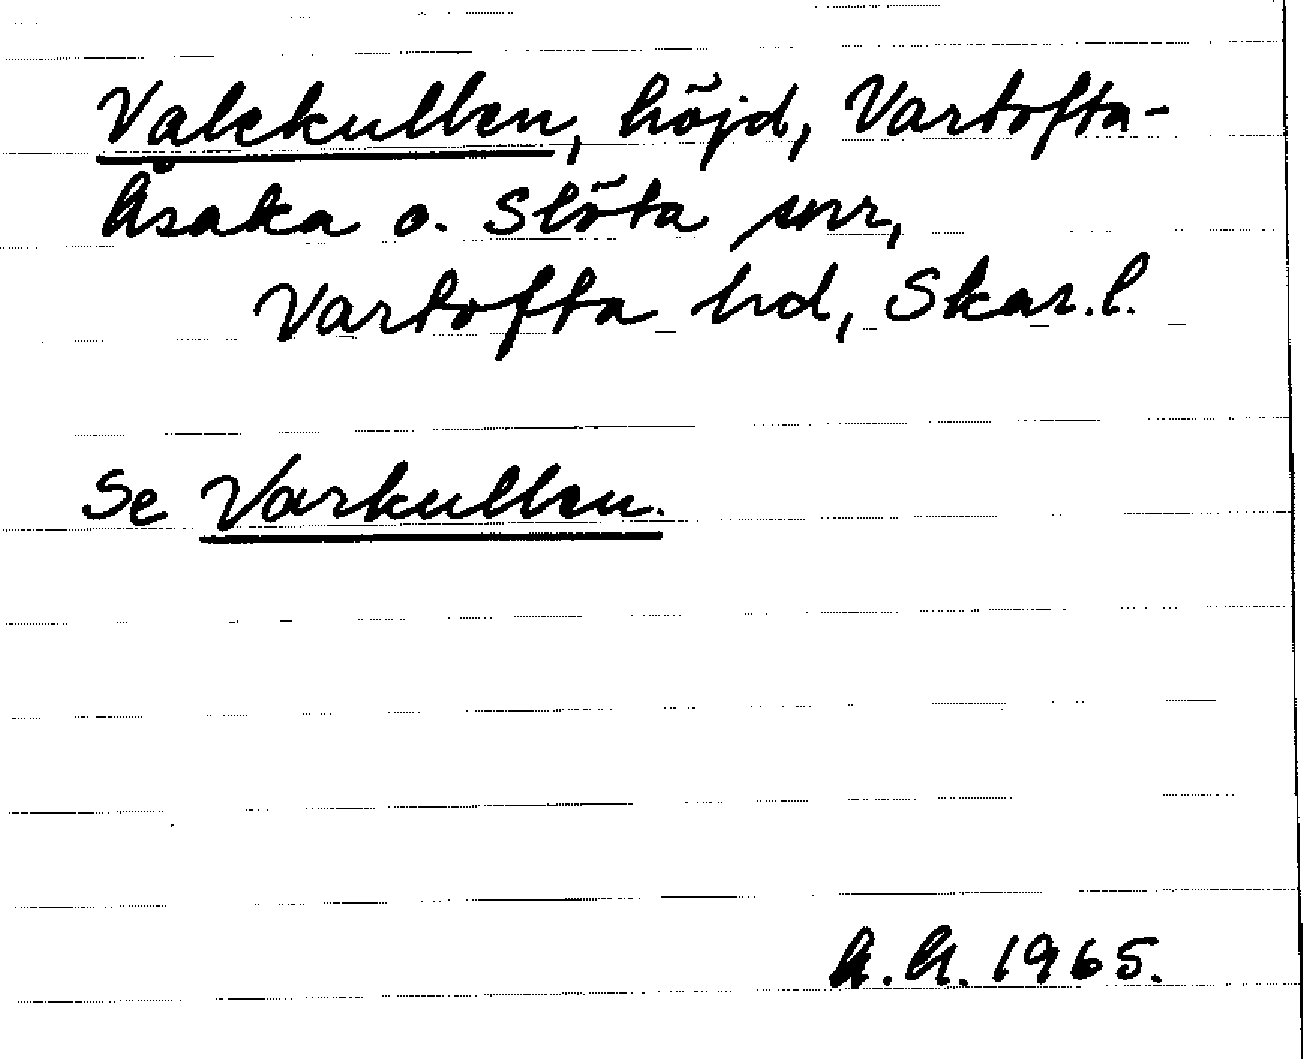 Valekullen, höjd, Vartofta-
Åsaka o. Slöta snr,
Vartofta hd, Skar.l.
Se Varkullen.
A.A. 1965.